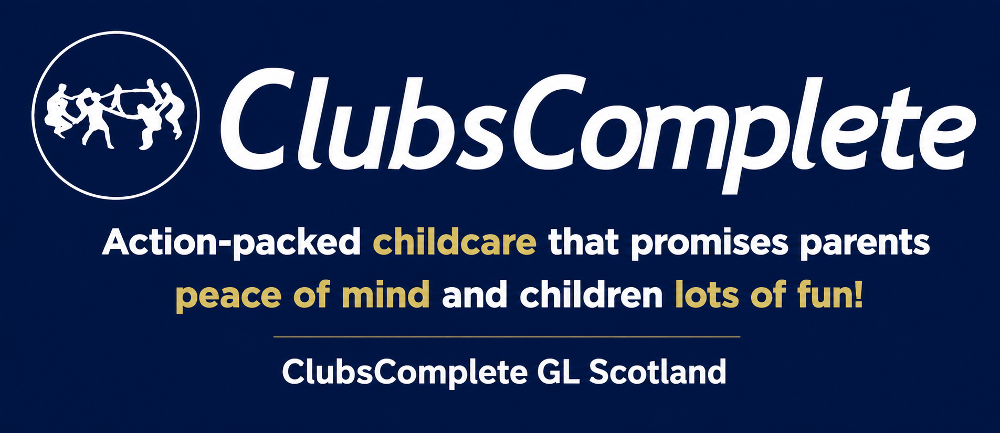 ClubsComplete
Action-packed childcare that promises parents
peace of mind and children lots of fun!
ClubsComplete GL Scotland